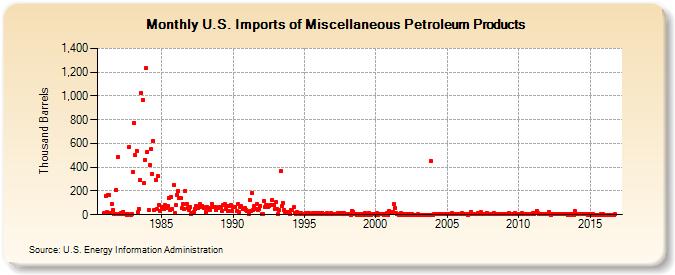 Monthly U.S. Imports of Miscellaneous Petroleum Products
Thousand Barrels
1,400
1,200
1,000
800
600
400
200
0
1985 1990 1995 2000 2005 2010 2015
Source: U.S. Energy Information Administration